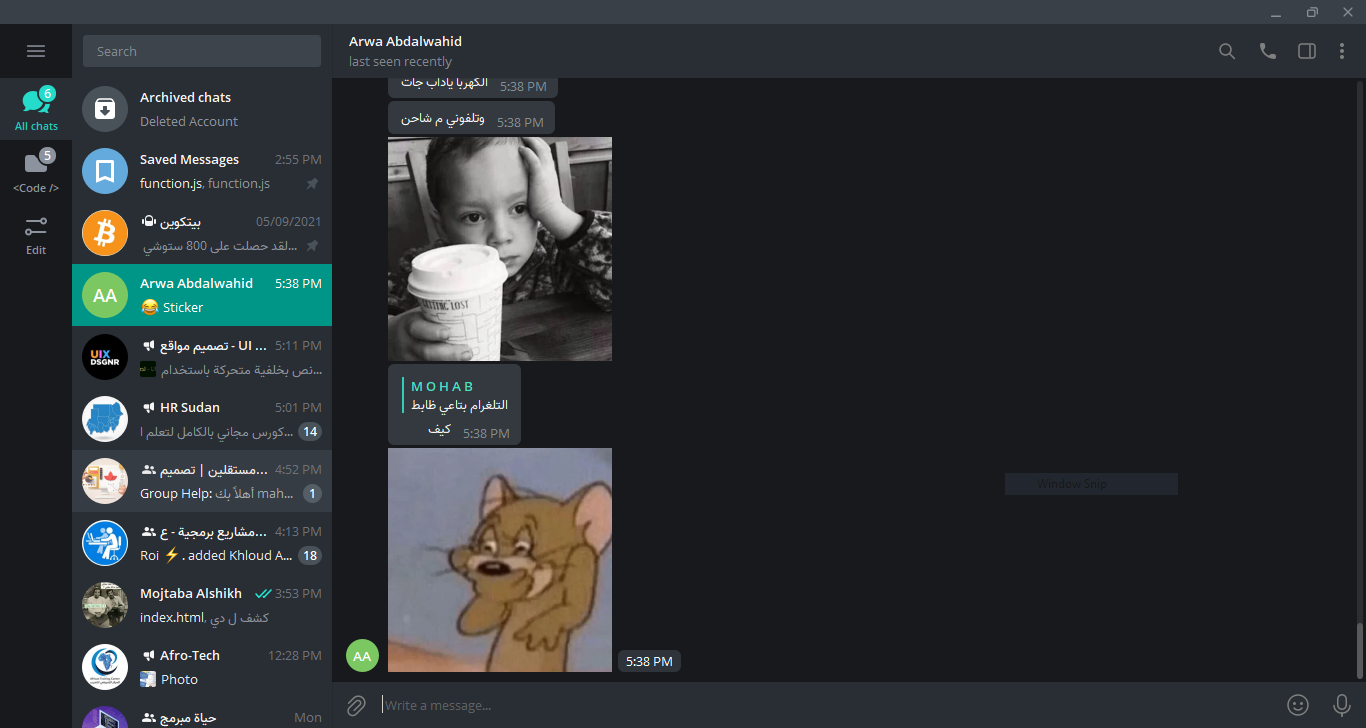 Search
6
All chats
5
<Code />
Edit
Archived chats
Deleted Account
Saved Messages 2:55 PM
function.js, function.js
بيتكوين 05/09/2021
لقد حصلت على 800 ستوشي...
AA
Arwa Abdalwahid 5:38 PM
😂 Sticker
UIX
DSGNR
UI - تصميم مواقع ... 5:11 PM
نص بخلفية متحركة باستخدام...
HR Sudan 5:01 PM
كورس مجاني بالكامل لتعلم ا... 14
مستقلين | تصميم... 4:52 PM
Group Help: أهلاً بك mah... 1
مشاريع برمجية - ع... 4:13 PM
Roi ⚡. added Khloud A... 18
Mojtaba Alshikh 3:53 PM
index.html, كشف ل دي
Afro-Tech 12:28 PM
Photo
حياة مبرمج Mon
Arwa Abdalwahid
last seen recently
الكهربا ياداب جات 5:38 PM
وتلفوني م شاحن 5:38 PM
GETTING LOST
M O H A B
التلغرام بتاعي ظابط
كيف 5:38 PM
Window Snip
AA
5:38 PM
Write a message...